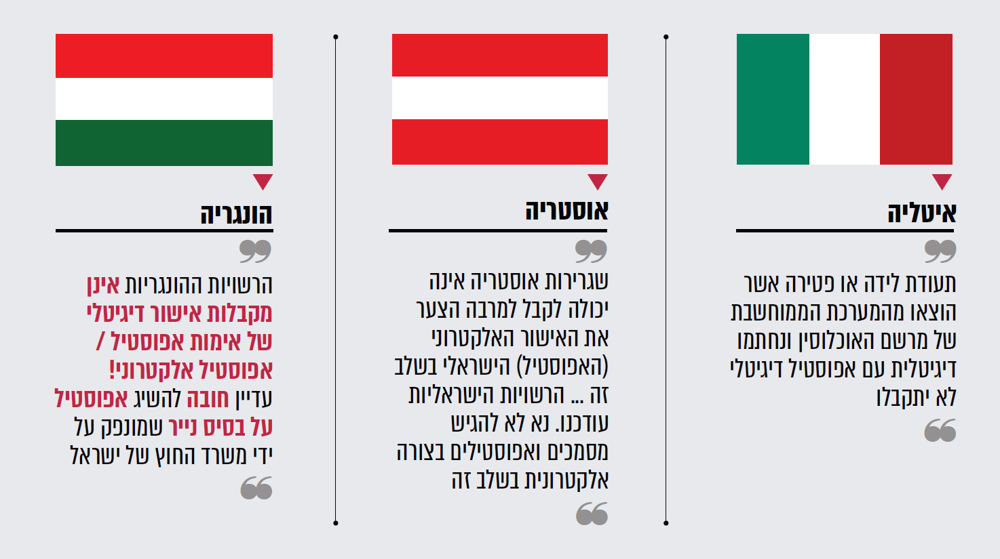 איטליה
תעודת לידה או פטירה אשר
הוצאו מהמערכת הממוחשבת
של מרשם האוכלוסין ונחתמו
דיגיטלית עם אפוסטיל דיגיטלי
לא יתקבלו
אוסטריה
שגרירות אוסטריה אינה
יכולה לקבל למרבה הצער
את האישור האלקטרוני
(האפוסטיל) הישראלי בשלב
זה ... הרשויות הישראליות
עודכנו. נא לא להגיש
מסמכים ואפוסטילים בצורה
אלקטרונית בשלב זה
הונגריה
הרשויות ההונגריות אינן
מקבלות אישור דיגיטלי
של אימות אפוסטיל /
אפוסטיל אלקטרוני!
עדיין חובה להשיג אפוסטיל
על בסיס נייר שמונפק על
ידי משרד החוץ של ישראל